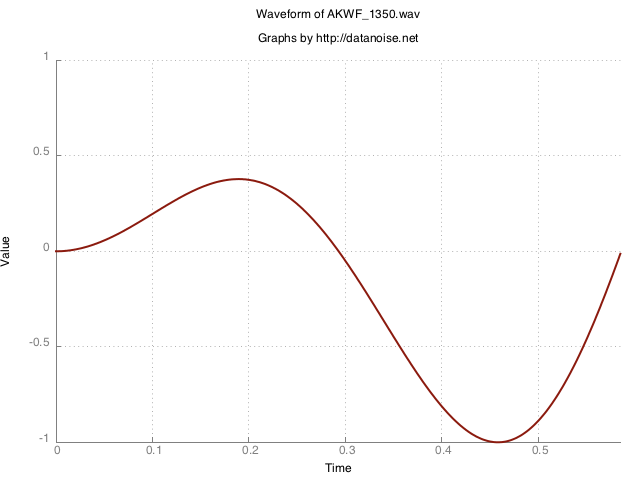 Waveform of AKWF_1350.wav
Graphs by http://datanoise.net
1
0.5
0
-0.5
-1
Value
0 0.1 0.2 0.3 0.4 0.5
Time